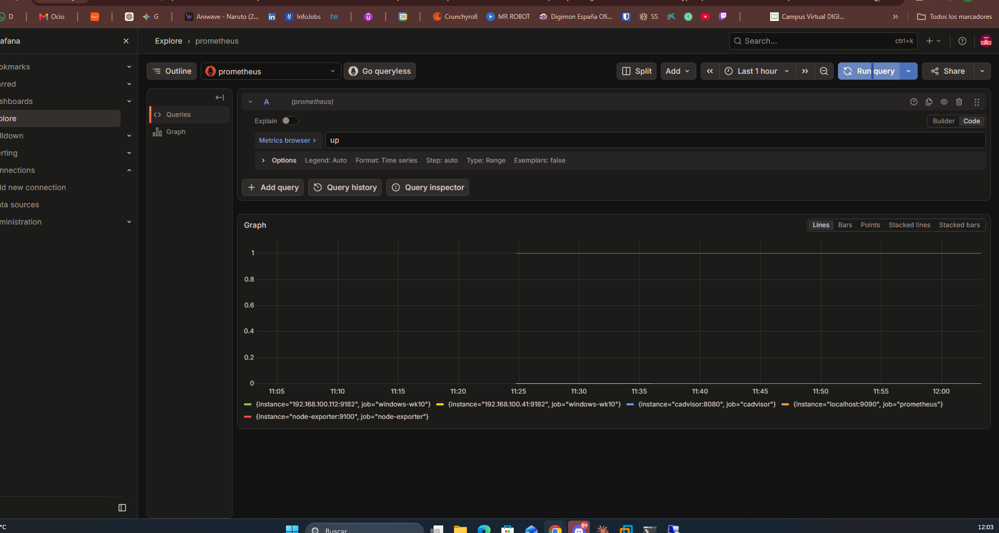 D
Ocio
G
Aniwave - Naruto (2...
InfoJobs
te
28
Crunchyroll
MR ROBOT
Digimon España Ofi...
SS
Campus Virtual DIGI...
»
Todos los marcadores
afana
Explore › prometheus
Search...
ctrl+k
okmarks
rred
shboards
plore
lldown
erting
nnections
ld new connection
ata sources
ministration
Outline
prometheus
Go queryless
Split
Add
Last 1 hour
Run query
Share
Queries
Graph
A
(prometheus)
Explain
Builder
Code
Metrics browser ›
up
Options
Legend: Auto
Format: Time series
Step: auto
Type: Range
Exemplars: false
+ Add query
Query history
Query inspector
Graph
Lines
Bars
Points
Stacked lines
Stacked bars
1
0.8
0.6
0.4
0.2
0
11:05
11:10
11:15
11:20
11:25
11:30
11:35
11:40
11:45
11:50
11:55
12:00
{instance="192.168.100.112:9182", job="windows-wk10"}
{instance="192.168.100.41:9182", job="windows-wk10"}
{instance="cadvisor:8080", job="cadvisor"}
{instance="localhost:9090", job="prometheus"}
{instance="node-exporter:9100", job="node-exporter"}
°C
Buscar
9+
12:03